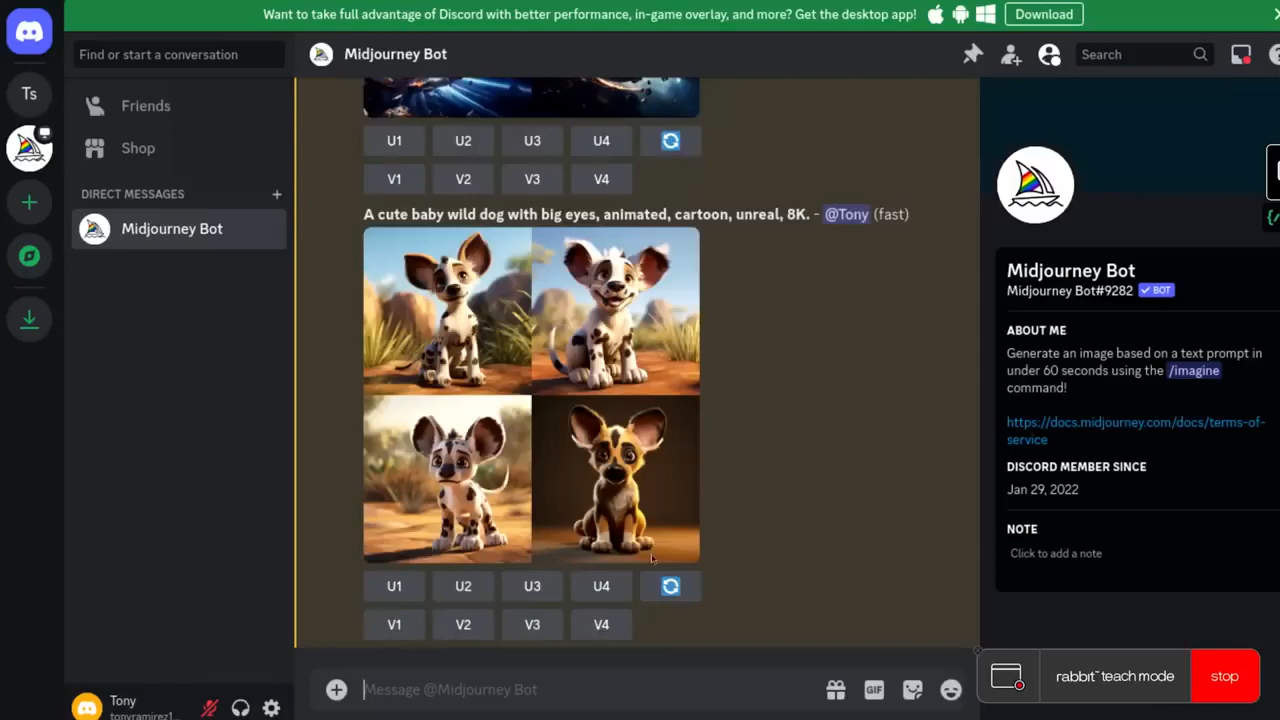 Want to take full advantage of Discord with better performance, in-game overlay, and more? Get the desktop app!
Download
Find or start a conversation
Midjourney Bot
Search
Ts
Friends
Shop
DIRECT MESSAGES
Midjourney Bot
U1 U2 U3 U4
V1 V2 V3 V4
A cute baby wild dog with big eyes, animated, cartoon, unreal, 8K. - @Tony (fast)
U1 U2 U3 U4
V1 V2 V3 V4
Message @Midjourney Bot
GIF
Tony
tonyramirez1...
Midjourney Bot
Midjourney Bot#9282 BOT
ABOUT ME
Generate an image based on a text prompt in
under 60 seconds using the /imagine
command!
https://docs.midjourney.com/docs/terms-of-
service
DISCORD MEMBER SINCE
Jan 29, 2022
NOTE
Click to add a note
rabbit™ teach mode
stop